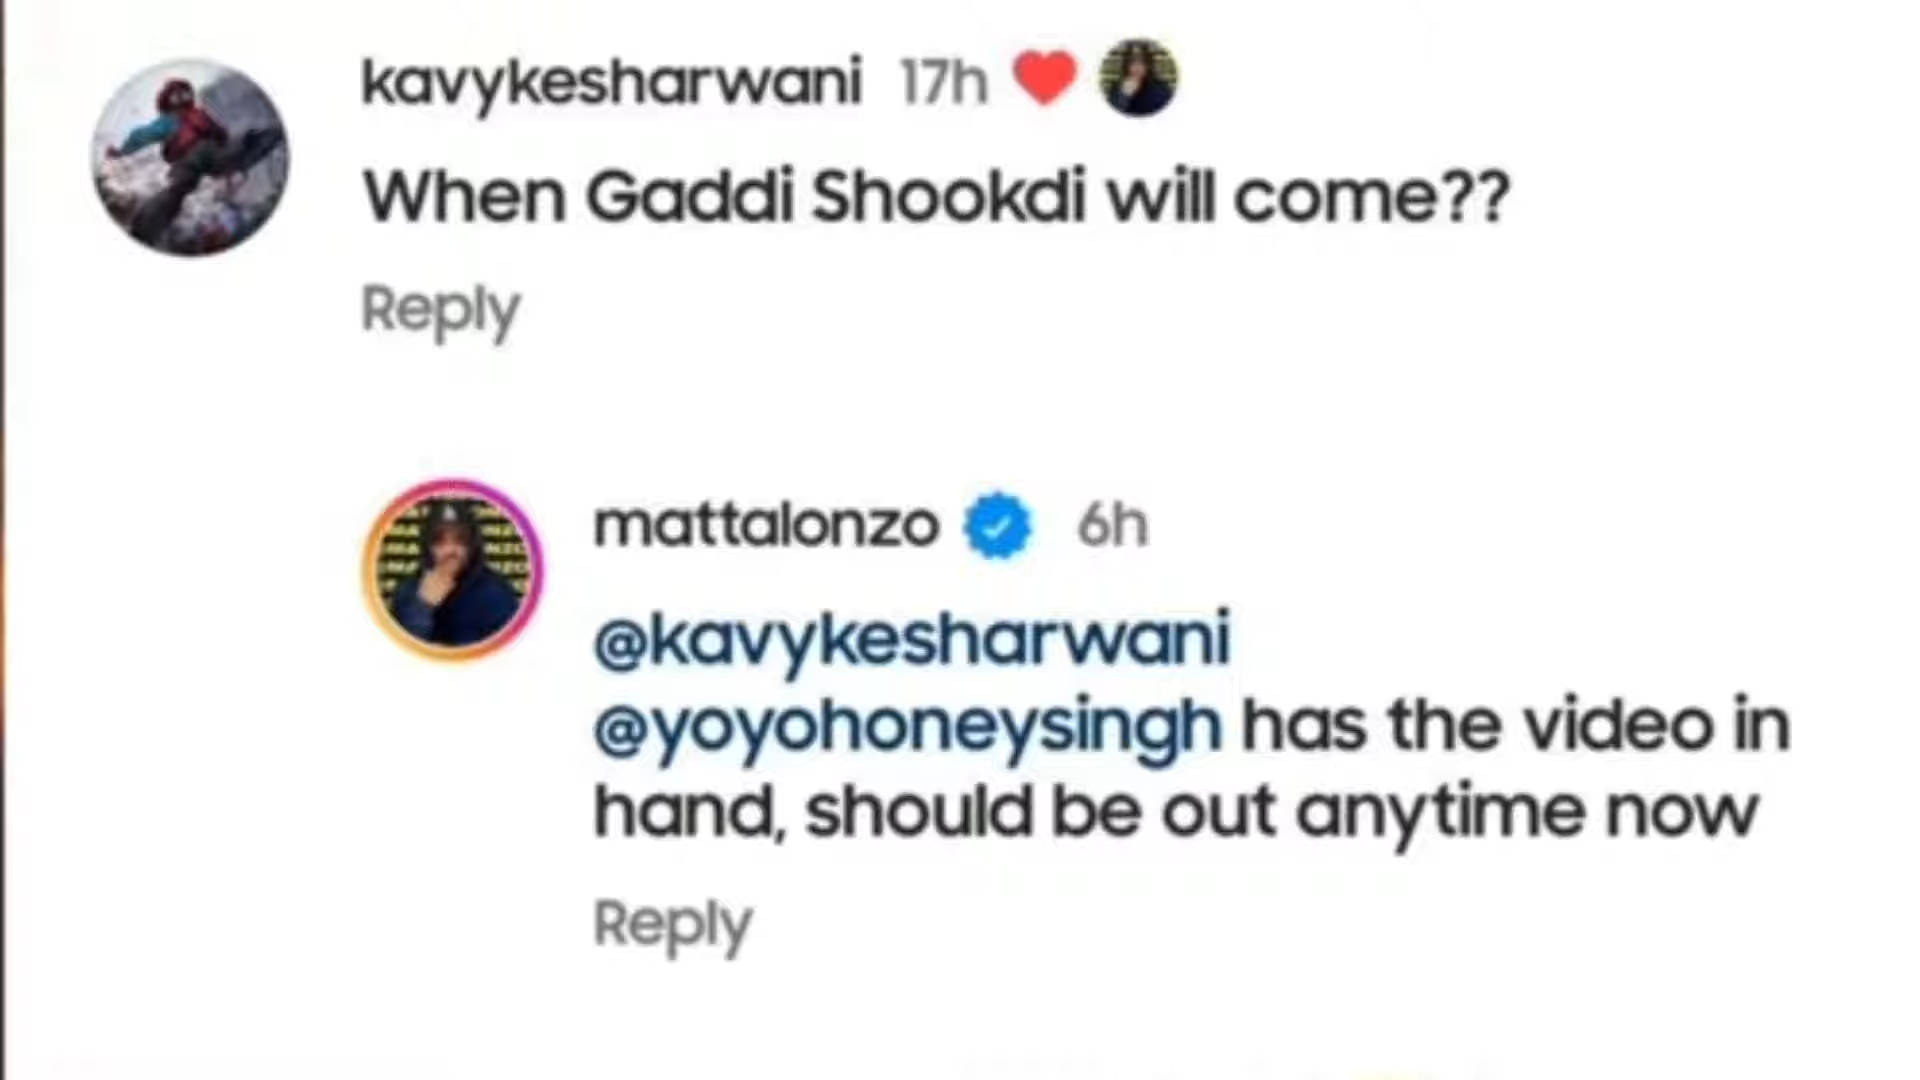 kavykesharwani 17h
When Gaddi Shookdi will come??
Reply
mattalonzo 6h
@kavykesharwani
@yoyohoneysingh has the video in
hand, should be out anytime now
Reply